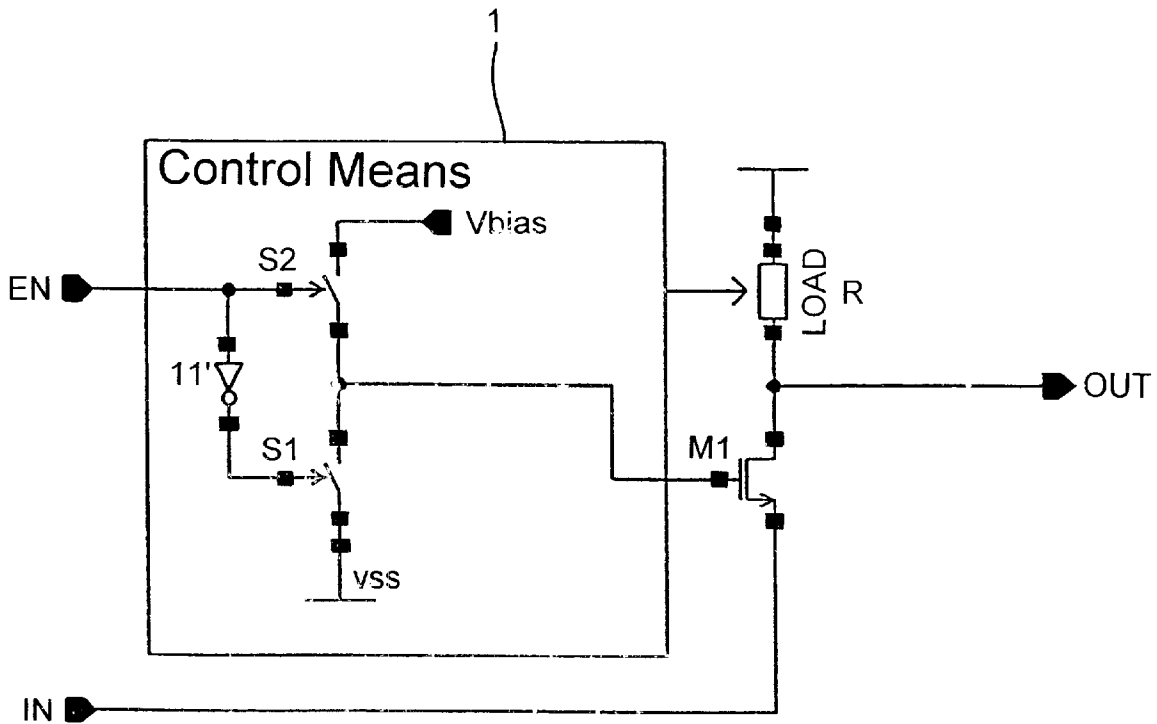 1
Control Means
Vbias
S2
EN
LOAD
R
11'
OUT
S1
M1
vss
IN